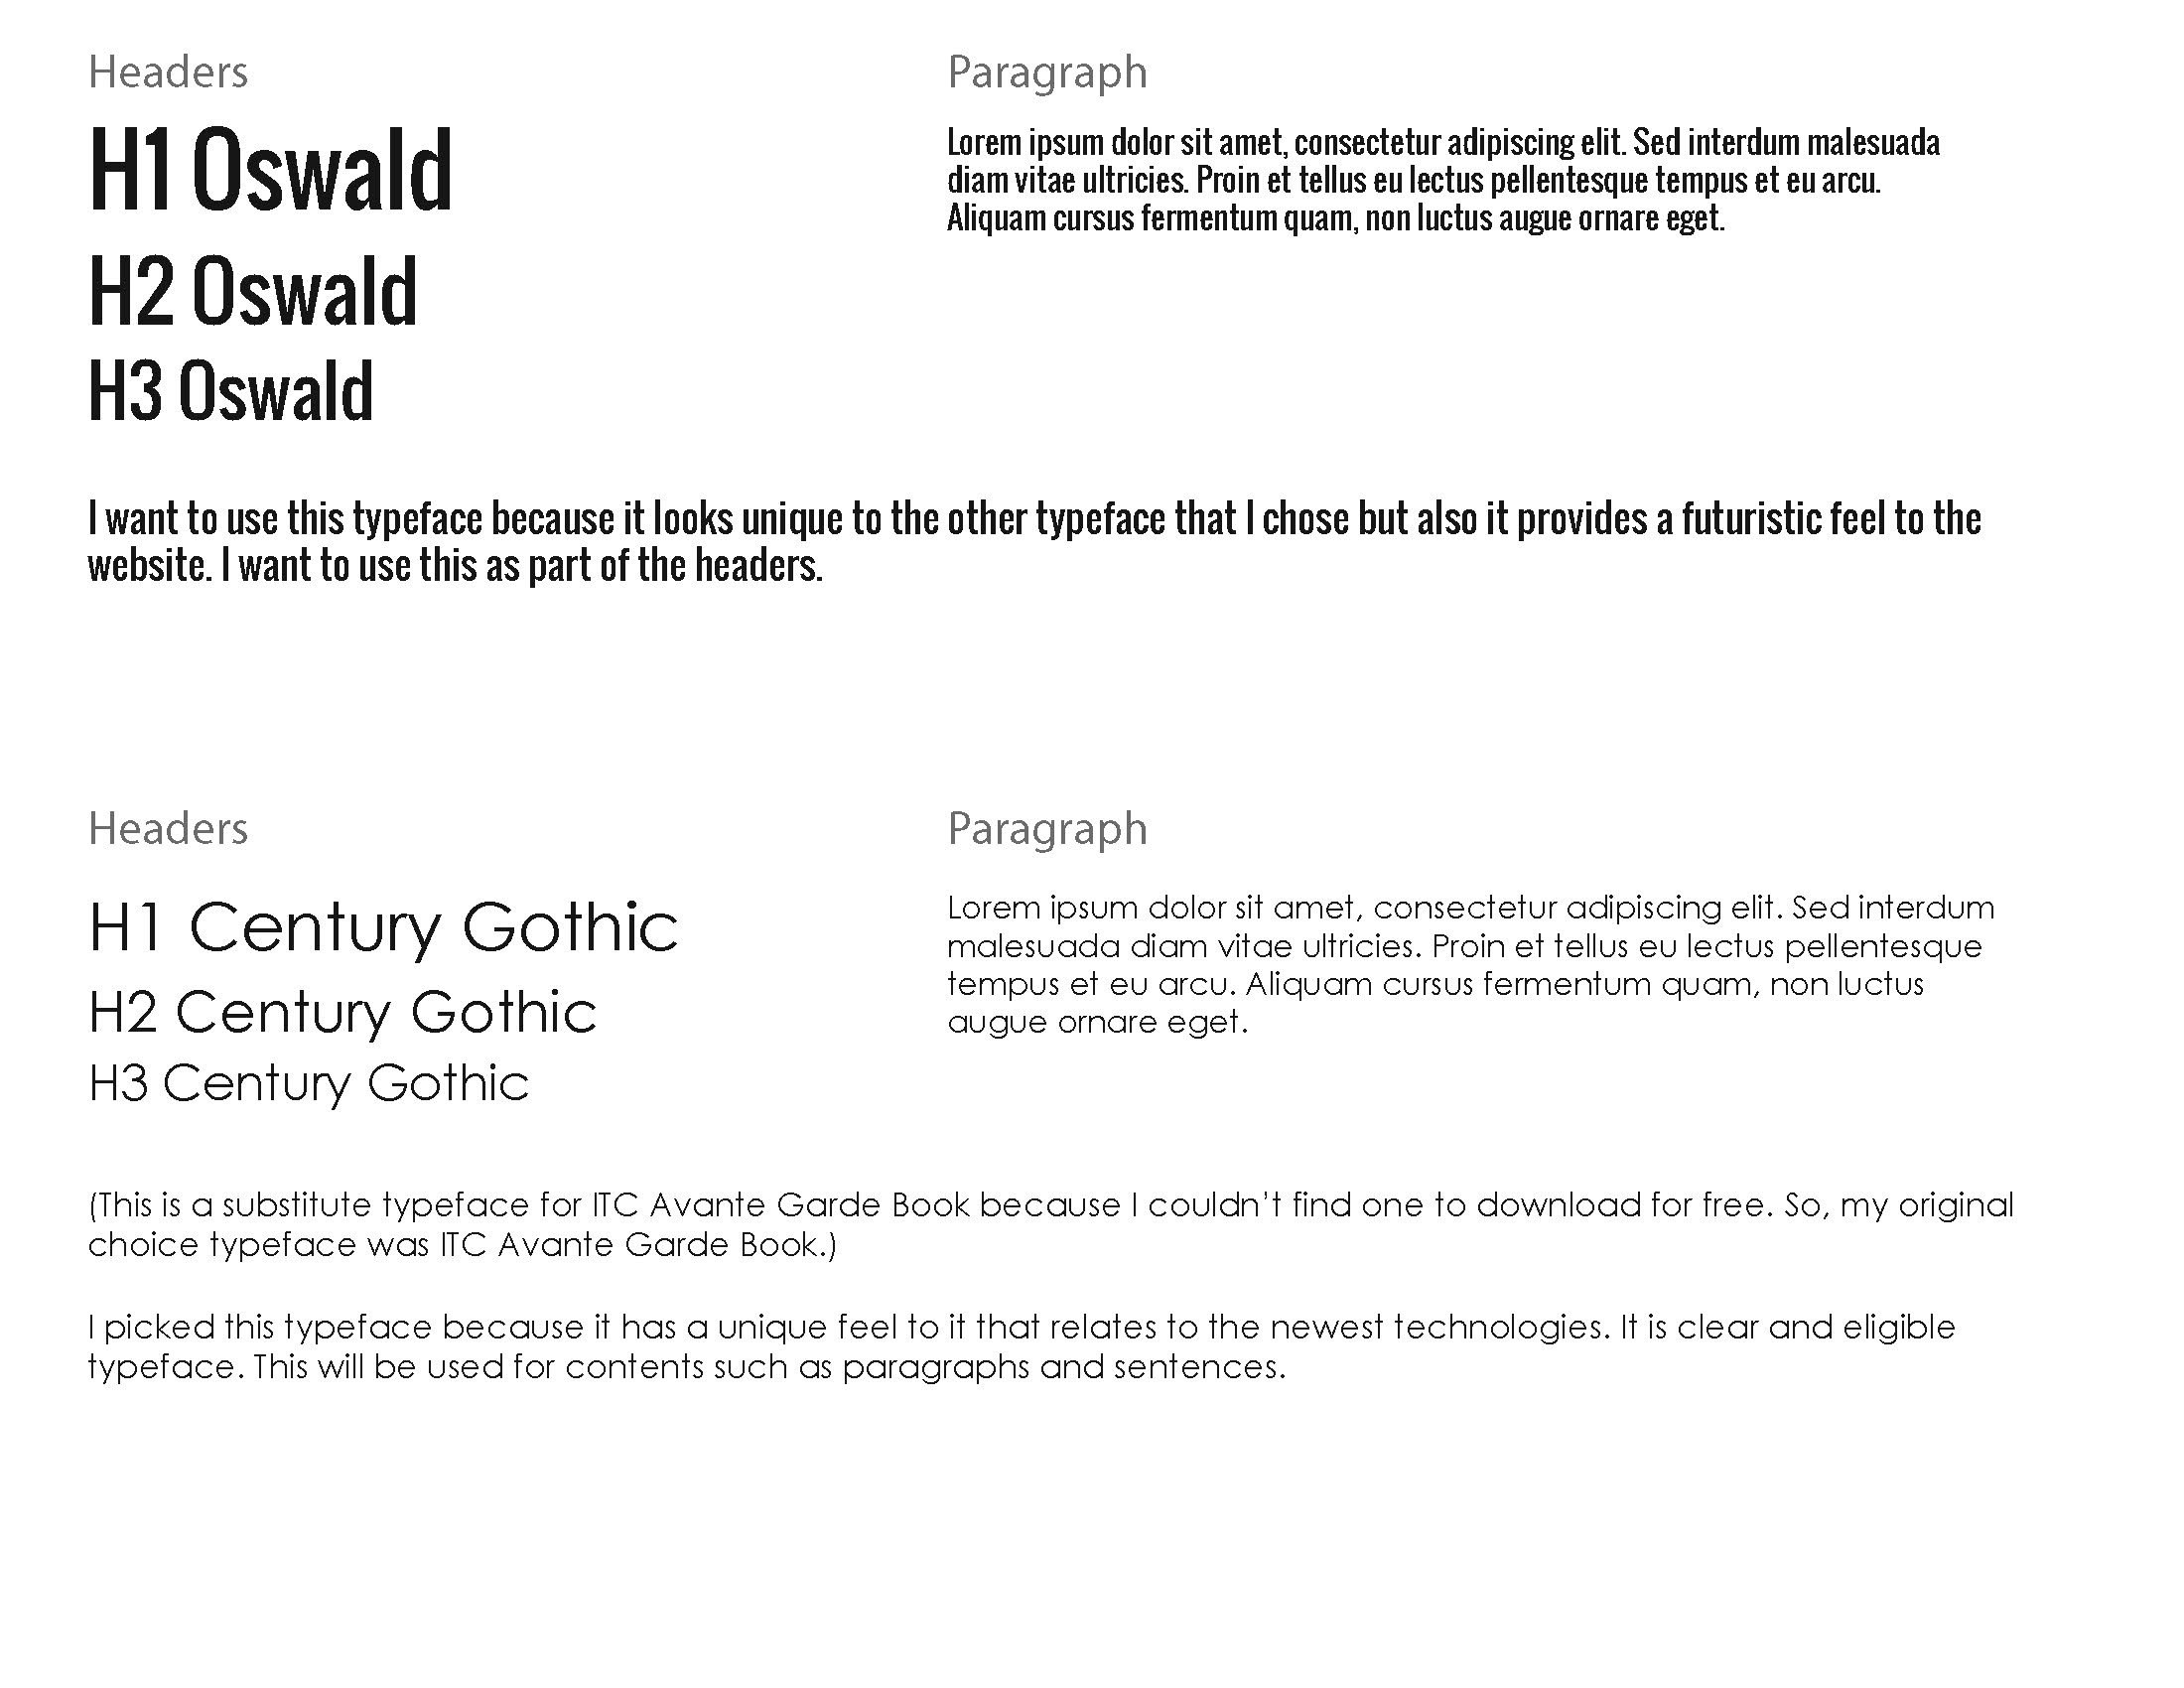 Headers
H1 Oswald
H2 Oswald
H3 Oswald
Paragraph
Lorem ipsum dolor sit amet, consectetur adipiscing elit. Sed interdum malesuada
diam vitae ultricies. Proin et tellus eu lectus pellentesque tempus et eu arcu.
Aliquam cursus fermentum quam, non luctus augue ornare eget.
I want to use this typeface because it looks unique to the other typeface that I chose but also it provides a futuristic feel to the
website. I want to use this as part of the headers.
Headers
H1 Century Gothic
H2 Century Gothic
H3 Century Gothic
Paragraph
Lorem ipsum dolor sit amet, consectetur adipiscing elit. Sed interdum
malesuada diam vitae ultricies. Proin et tellus eu lectus pellentesque
tempus et eu arcu. Aliquam cursus fermentum quam, non luctus
augue ornare eget.
(This is a substitute typeface for ITC Avante Garde Book because I couldn't find one to download for free. So, my original
choice typeface was ITC Avante Garde Book.)
I picked this typeface because it has a unique feel to it that relates to the newest technologies. It is clear and eligible
typeface. This will be used for contents such as paragraphs and sentences.